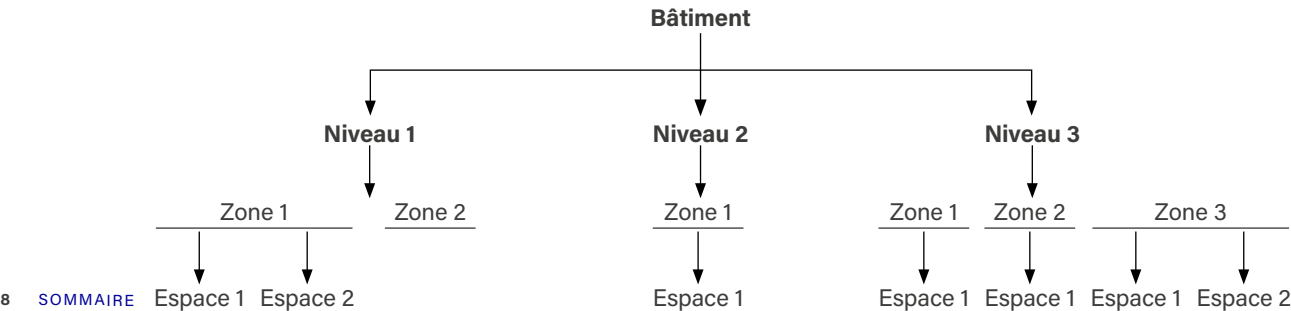 Bâtiment
Niveau 1 Niveau 2 Niveau 3
Zone 1 Zone 2 Zone 1 Zone 1 Zone 2 Zone 3
8 SOMMAIRE Espace 1 Espace 2 Espace 1 Espace 1 Espace 1 Espace 1 Espace 2